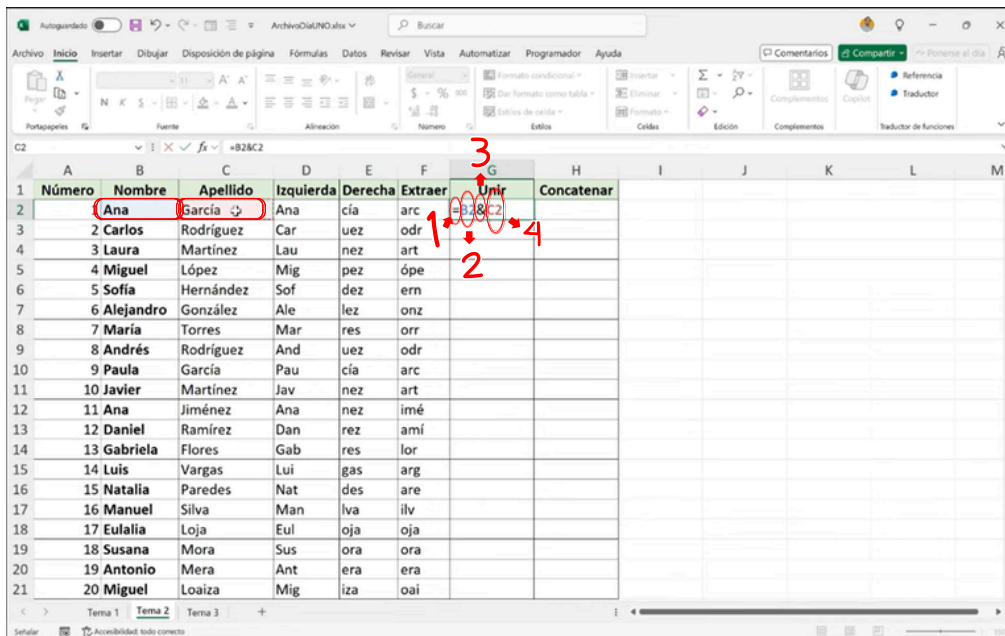 Autoguardado ArchivoDíaUNO.xlsx Buscar
Archivo Inicio Insertar Dibujar Disposición de página Fórmulas Datos Revisar Vista Automatizar Programador Ayuda Comentarios Compartir Ponerse al día
Pegar N K S 11 A A General $ % 000 Formato condicional Dar formato como tabla Estilos de celda Insertar Eliminar Formato Complementos Copilot Referencia Traductor
Portapapeles Fuente Alineación Número Estilos Celdas Edición Complementos Traductor de funciones
C2 fx =B2&C2
A B C D E F G H I J K L M
3
1 Número Nombre Apellido Izquierda Derecha Extraer Unir Concatenar
2 1 Ana García Ana cía arc =B2&C2
1 2 4
3 2 Carlos Rodríguez Car uez odr
4 3 Laura Martínez Lau nez art
5 4 Miguel López Mig pez ópe
6 5 Sofía Hernández Sof dez ern
7 6 Alejandro González Ale lez onz
8 7 María Torres Mar res orr
9 8 Andrés Rodríguez And uez odr
10 9 Paula García Pau cía arc
11 10 Javier Martínez Jav nez art
12 11 Ana Jiménez Ana nez imé
13 12 Daniel Ramírez Dan rez amí
14 13 Gabriela Flores Gab res lor
15 14 Luis Vargas Lui gas arg
16 15 Natalia Paredes Nat des are
17 16 Manuel Silva Man lva ilv
18 17 Eulalia Loja Eul oja oja
19 18 Susana Mora Sus ora ora
20 19 Antonio Mera Ant era era
21 20 Miguel Loaiza Mig iza oai
Tema 1 Tema 2 Tema 3 +
Señalar Accesibilidad: todo correcto